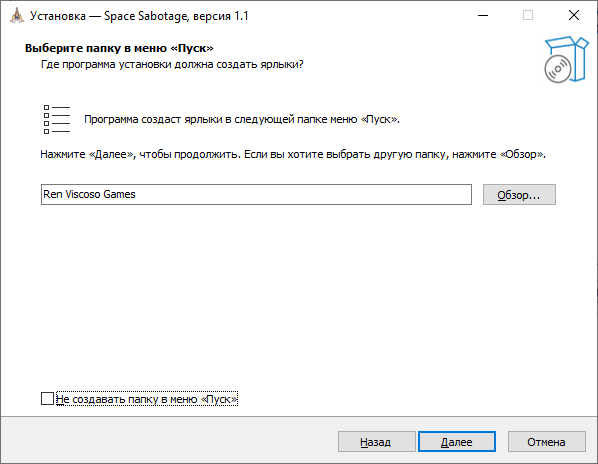 Установка — Space Sabotage, версия 1.1
Выберите папку в меню «Пуск»
Где программа установки должна создать ярлыки?
Программа создаст ярлыки в следующей папке меню «Пуск».
Нажмите «Далее», чтобы продолжить. Если вы хотите выбрать другую папку, нажмите «Обзор».
Ren Viscoso Games
Обзор...
Не создавать папку в меню «Пуск»
Назад
Далее
Отмена